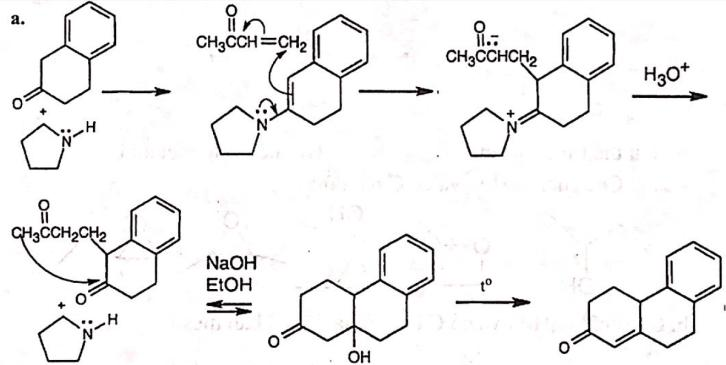 a.
O
CH3CCH=CH2
O
CH3CCHCH2
H3O+
O
+
N H
N
N
+
O
CH3CCH2CH2
O
+
N H
NaOH
EtOH
O
OH
t°
O